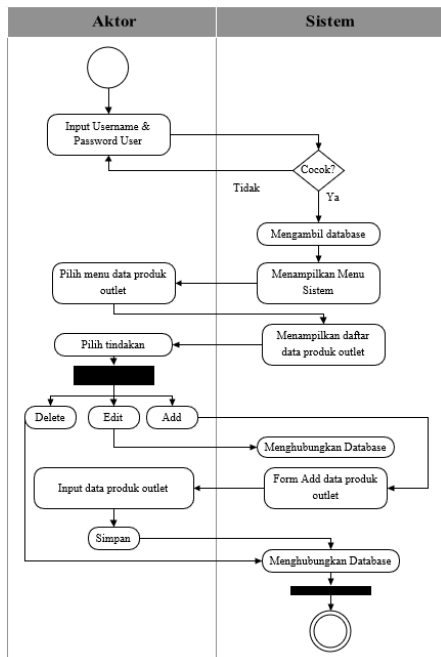 Aktor
Sistem
Input Username &
Password User
Cocok?
Tidak
Ya
Mengambil database
Pilih menu data produk
outlet
Menampilkan Menu
Sistem
Menampilkan daftar
data produk outlet
Pilih tindakan
Delete
Edit
Add
Menghubungkan Database
Input data produk outlet
Form Add data produk
outlet
Simpan
Menghubungkan Database